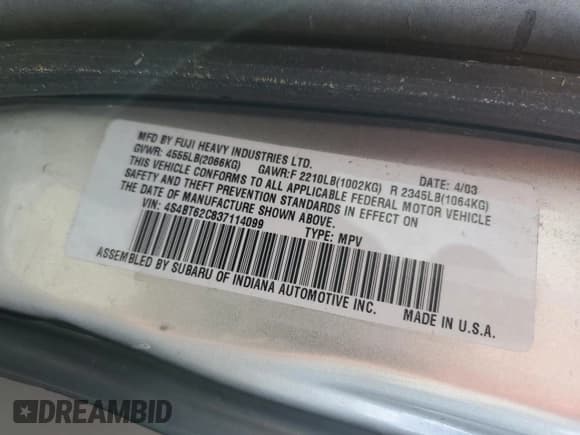 MFD BY FUJI HEAVY INDUSTRIES LTD. DATE: 4/03
GVWR: 4555LB(2066KG) GAWR:F 2210LB(1002KG) R 2345LB(1064KG)
THIS VEHICLE CONFORMS TO ALL APPLICABLE FEDERAL MOTOR VEHICLE
SAFETY AND THEFT PREVENTION STANDARDS IN EFFECT ON
THE DATE OF MANUFACTURE SHOWN ABOVE.
VIN: 4S4BT62C837114099 TYPE: MPV
ASSEMBLED BY SUBARU OF INDIANA AUTOMOTIVE INC. MADE IN U.S.A.
DREAMBID